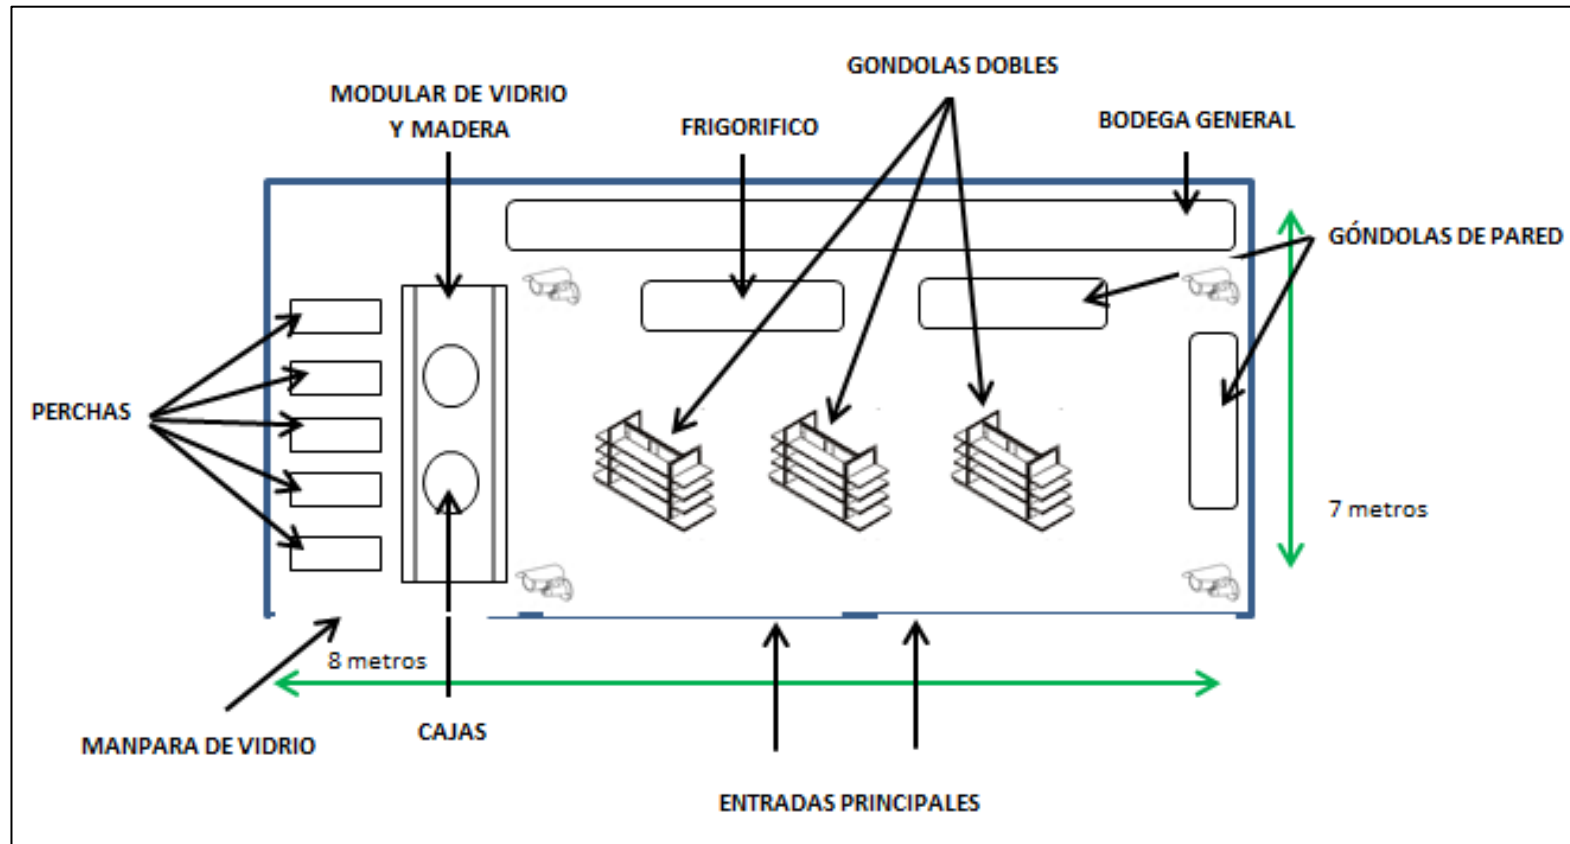 GONDOLAS DOBLES
MODULAR DE VIDRIO
Y MADERA
FRIGORIFICO
BODEGA GENERAL
GÓNDOLAS DE PARED
PERCHAS
7 metros
8 metros
MANPARA DE VIDRIO
CAJAS
ENTRADAS PRINCIPALES